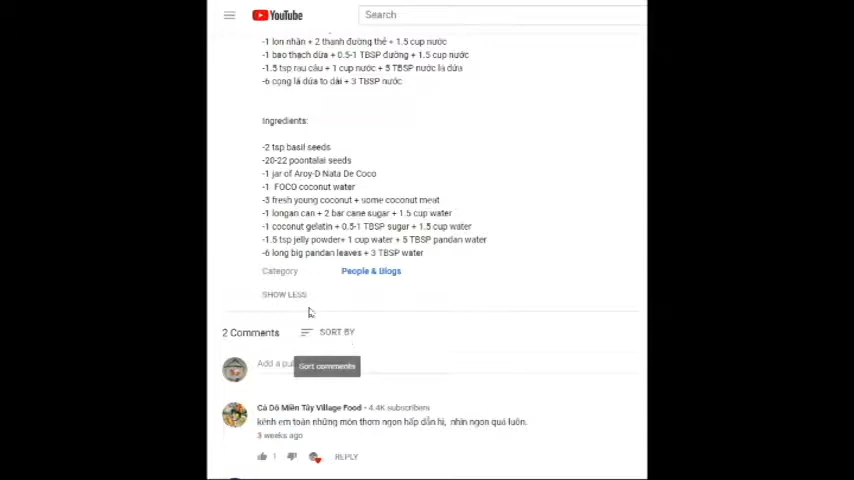 YouTube
Search
-1 lon nhãn + 2 thanh đường thẻ + 1.5 cup nước
-1 bao thạch dừa + 0.5-1 TBSP đường + 1.5 cup nước
-1.5 tsp rau câu + 1 cup nước + 5 TBSP nước lá dứa
-6 cọng lá dứa to dài + 3 TBSP nước
Ingredients:
-2 tsp basil seeds
-20-22 poontalai seeds
-1 jar of Aroy-D Nata De Coco
-1 FOCO coconut water
-3 fresh young coconut + some coconut meat
-1 longan can + 2 bar cane sugar + 1.5 cup water
-1 coconut gelatin + 0.5-1 TBSP sugar + 1.5 cup water
-1.5 tsp jelly powder+ 1 cup water + 5 TBSP pandan water
-6 long big pandan leaves + 3 TBSP water
Category People & Blogs
SHOW LESS
2 Comments SORT BY
Add a pu
Sort comments
Cá Dô Miền Tây Village Food • 4.4K subscribers
kênh em toàn những món thơm ngon hấp dẫn hị, nhìn ngon quá luôn.
3 weeks ago
1 REPLY